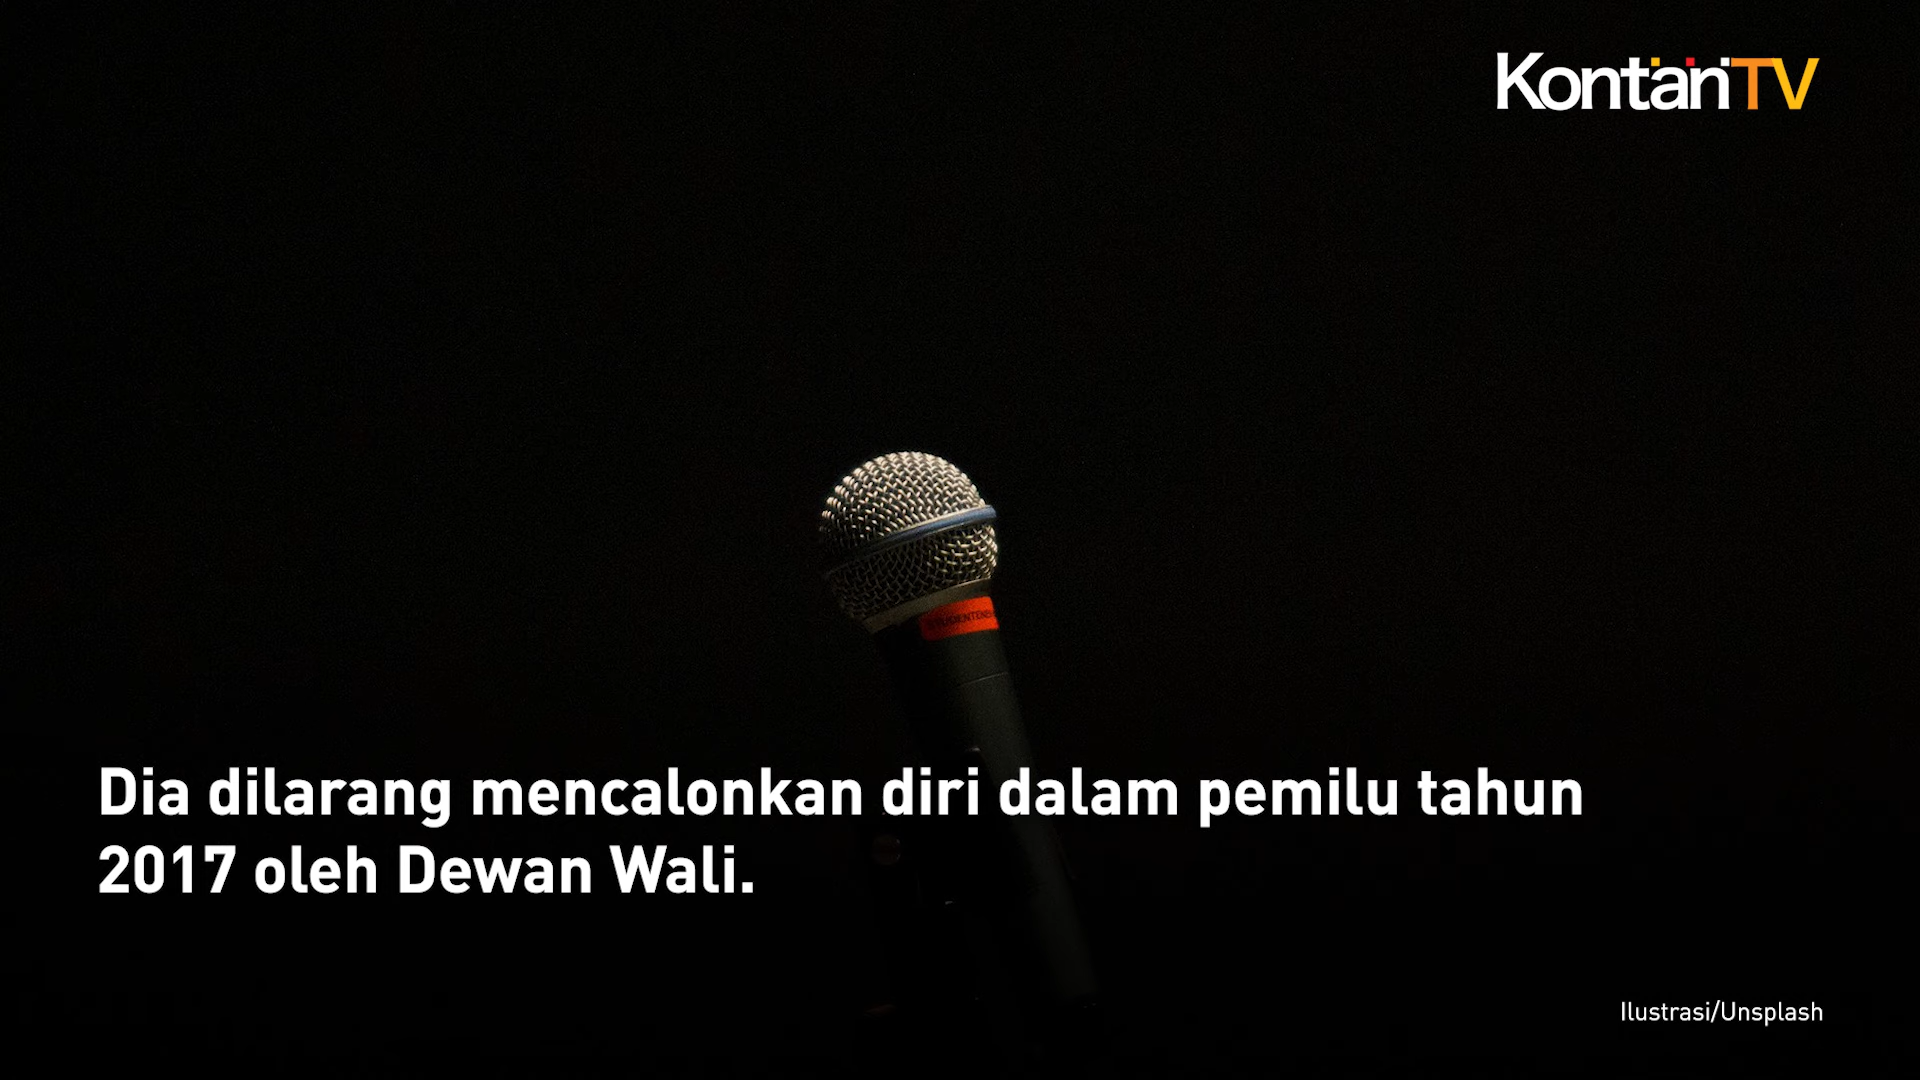 KontanTV
Dia dilarang mencalonkan diri dalam pemilu tahun
2017 oleh Dewan Wali.
Ilustrasi/Unsplash